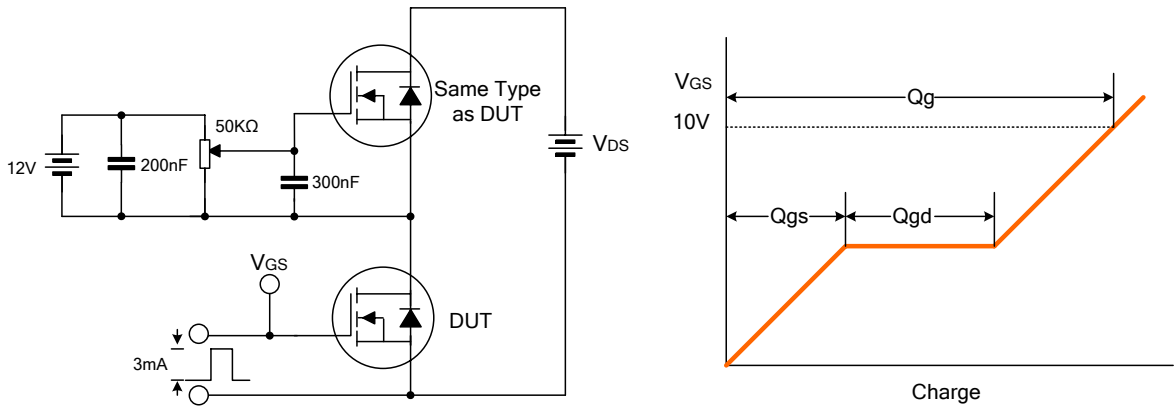 Same Type
as DUT
50KΩ
12V
200nF
300nF
VDS
VGS
DUT
3mA
VGS
Qg
10V
Qgs
Qgd
Charge